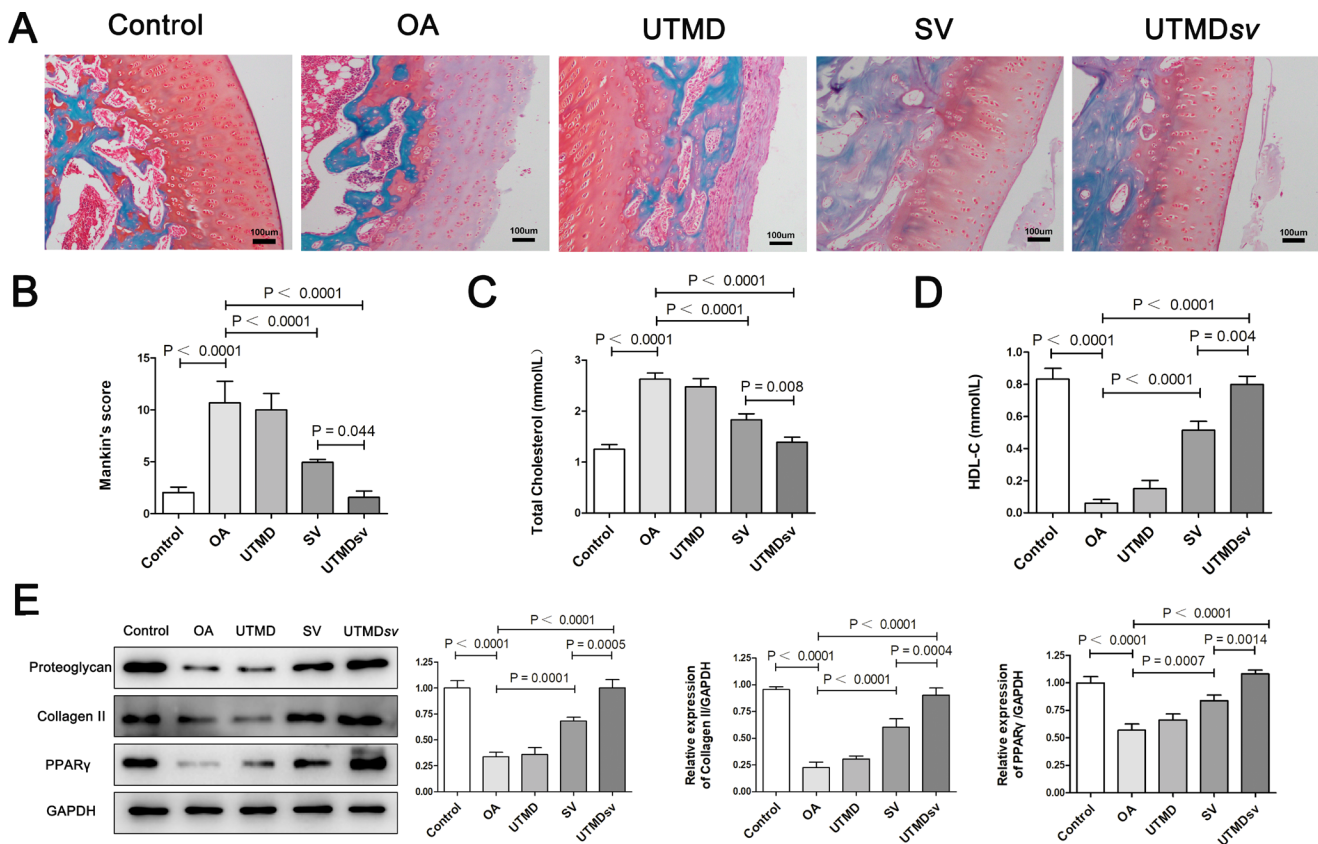 A
Control
OA
UTMD
SV
UTMDsv
100um
100um
100um
100um
100um
B
P < 0.0001
P < 0.0001
P < 0.0001
P = 0.044
Mankin's score
15
10
5
0
Control
OA
UTMD
SV
UTMDsv
C
P < 0.0001
P < 0.0001
P < 0.0001
P = 0.008
Total Cholesterol (mmol\L)
3
2
1
0
Control
OA
UTMD
SV
UTMDsv
D
P < 0.0001
P < 0.0001
P = 0.004
P < 0.0001
HDL-C (mmol\L)
0.8
0.6
0.4
0.2
0.0
Control
OA
UTMD
SV
UTMDsv
E
Control
OA
UTMD
SV
UTMDsv
Proteoglycan
Collagen II
PPARγ
GAPDH
P < 0.0001
P < 0.0001
P = 0.0005
P = 0.0001
1.25
1.00
0.75
0.50
0.25
0.00
Control
OA
UTMD
SV
UTMDsv
P < 0.0001
P < 0.0001
P = 0.0004
P < 0.0001
Relative expression
of Collagen II/GAPDH
1.25
1.00
0.75
0.50
0.25
0.00
Control
OA
UTMD
SV
UTMDsv
P < 0.0001
P < 0.0001
P = 0.0014
P = 0.0007
Relative expression
of PPARγ /GAPDH
1.25
1.00
0.75
0.50
0.25
0.00
Control
OA
UTMD
SV
UTMDsv